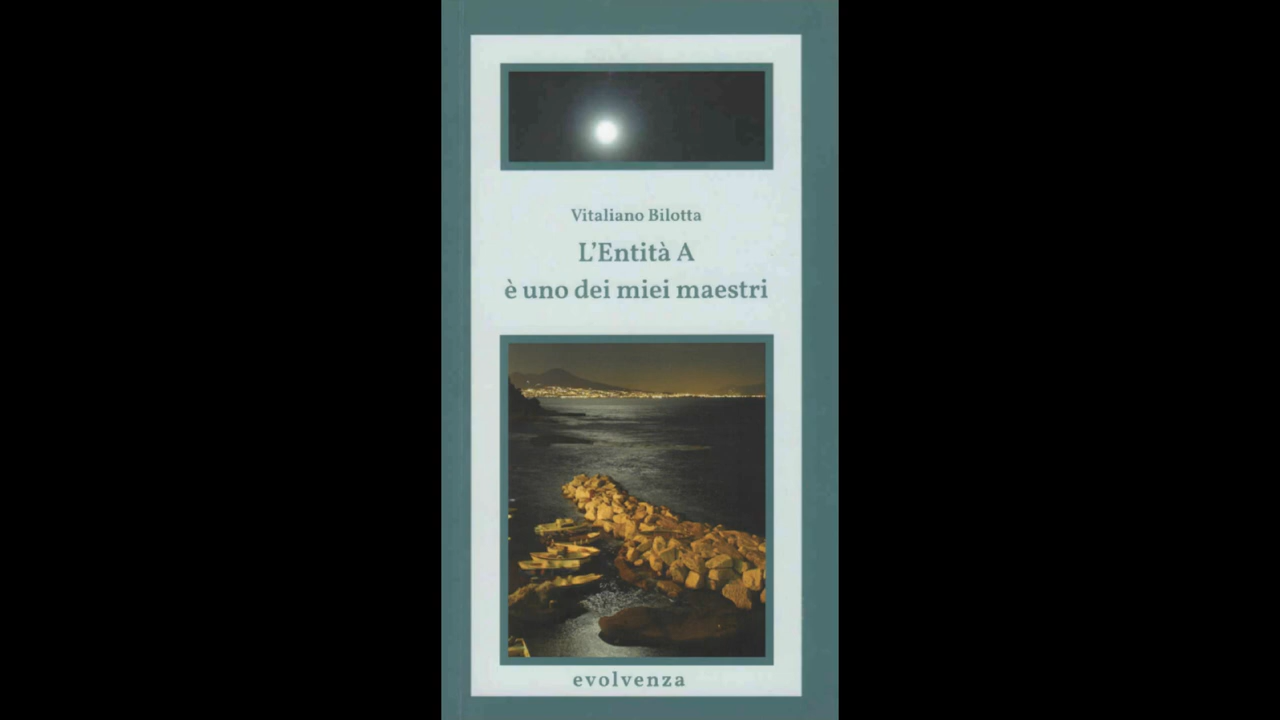 Vitaliano Bilotta
L'Entità A
è uno dei miei maestri
evolvenza